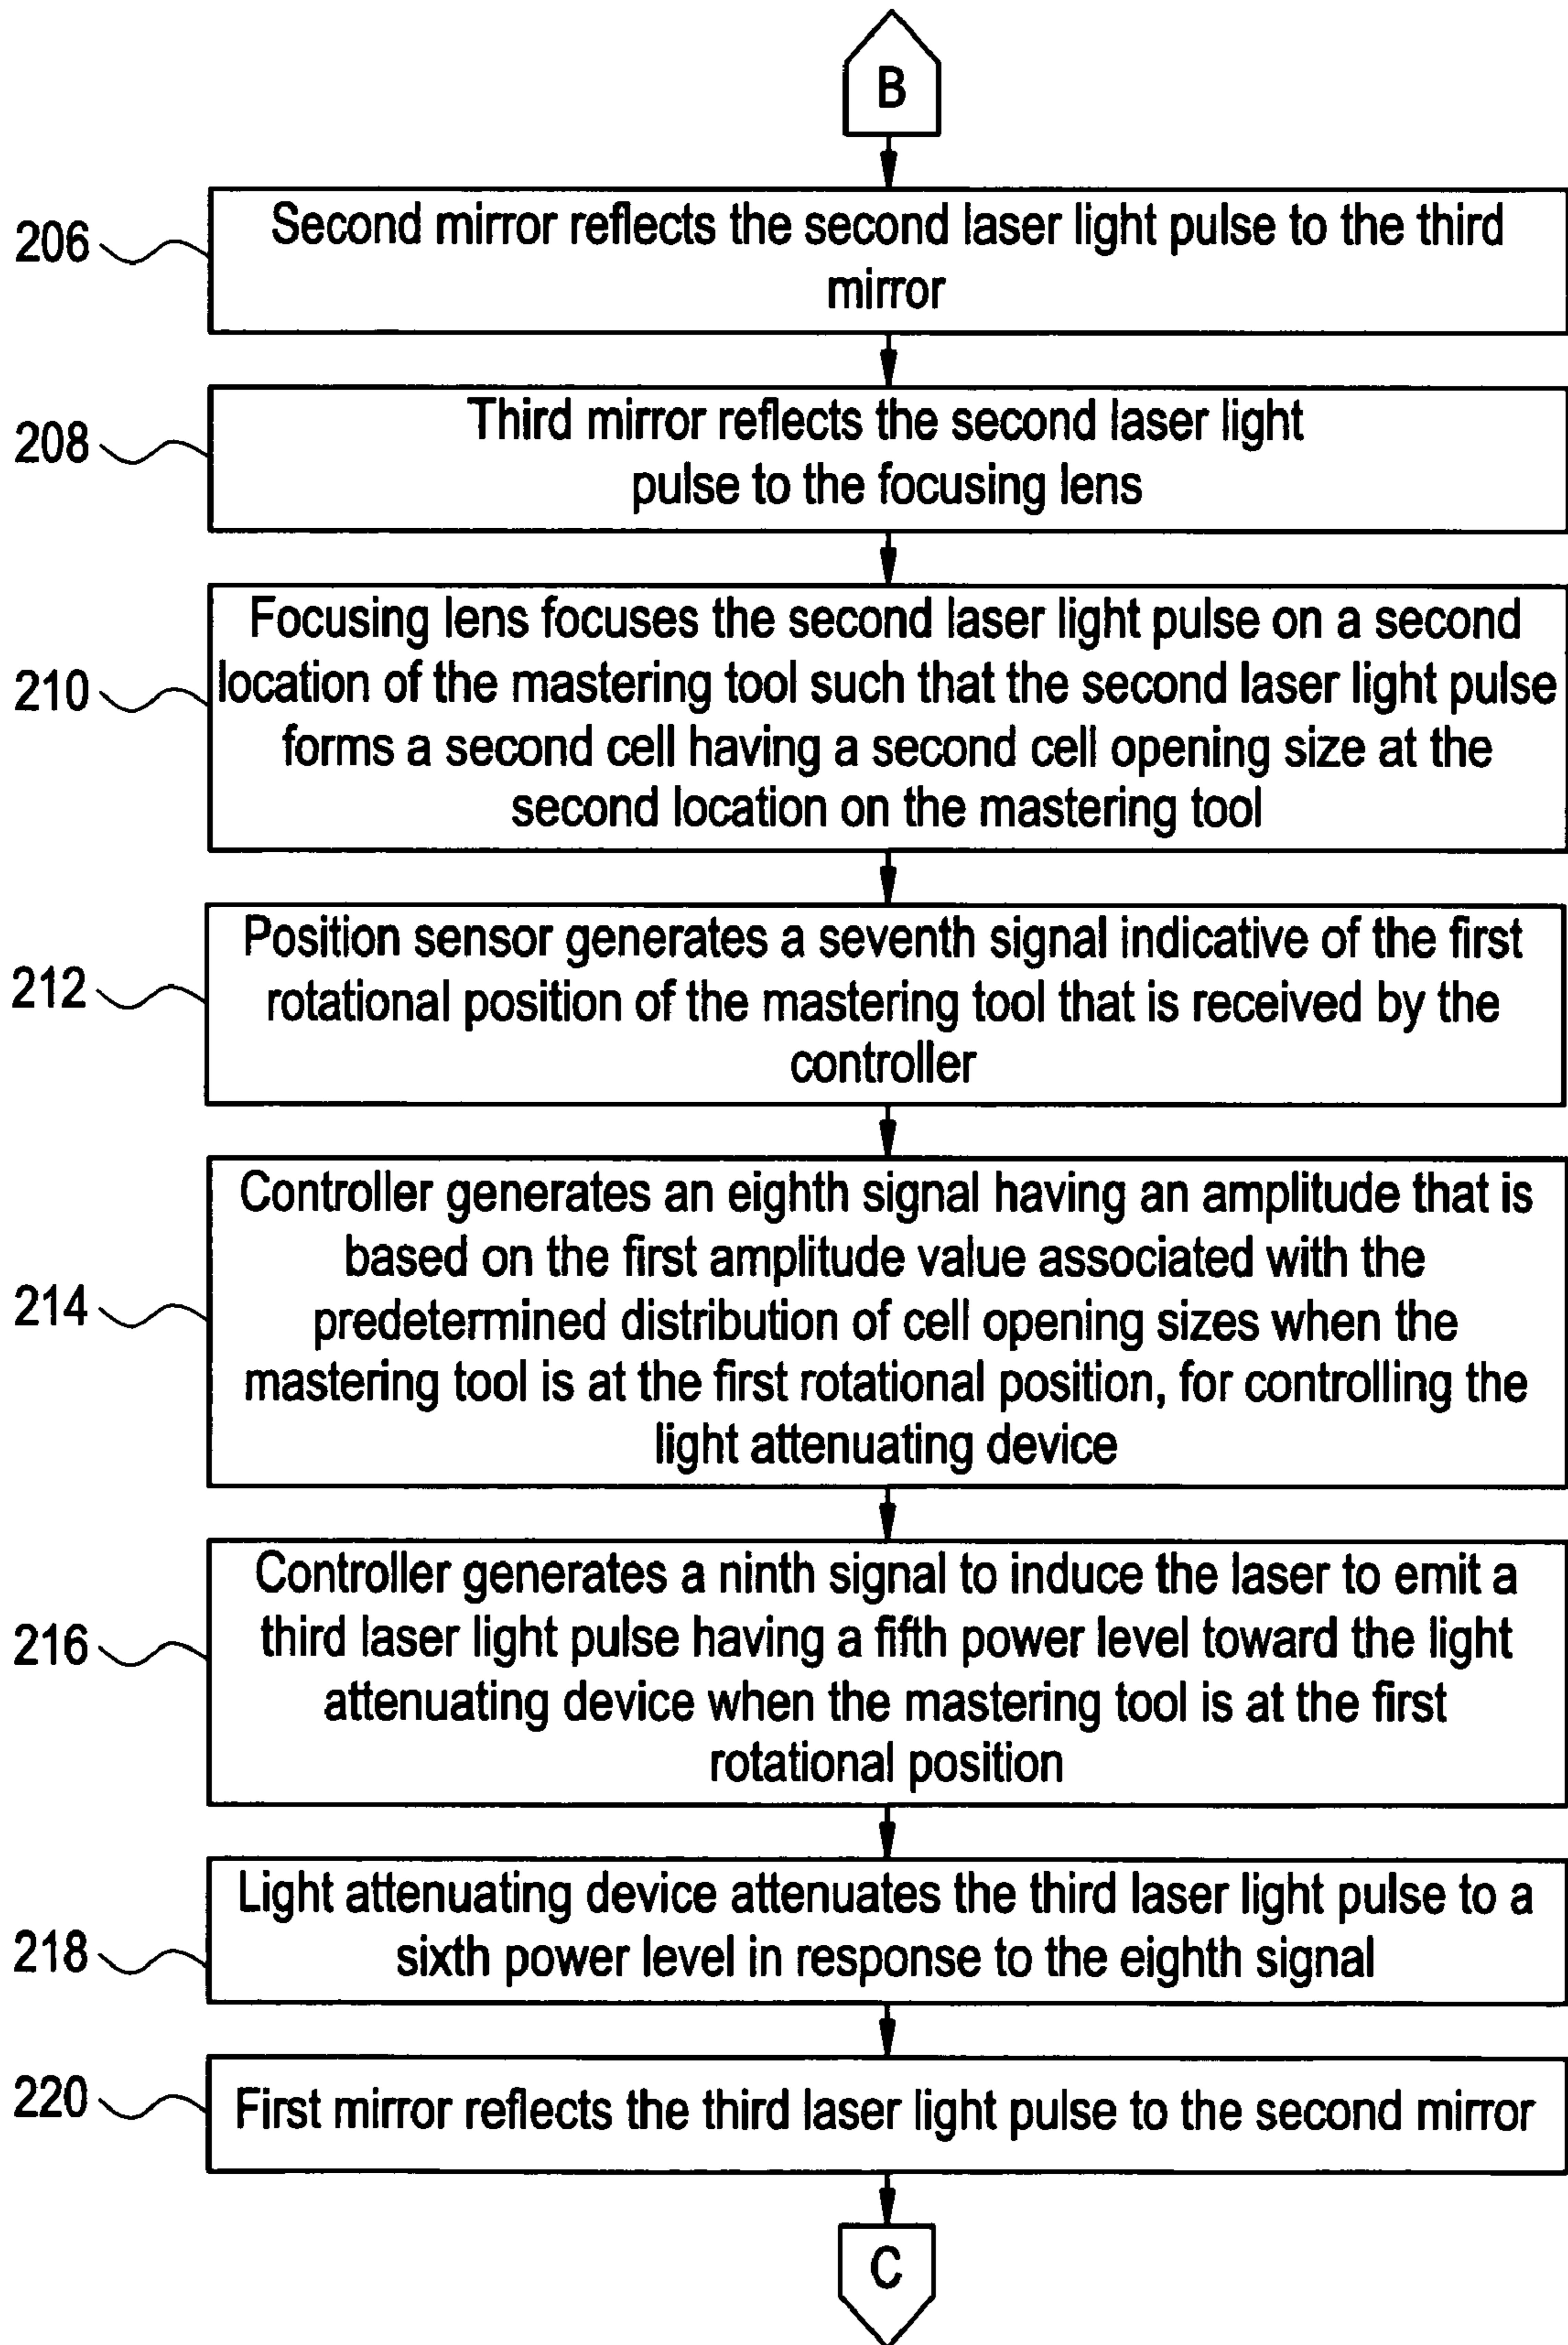 B
206
Second mirror reflects the second laser light pulse to the third
mirror
208
Third mirror reflects the second laser light
pulse to the focusing lens
210
Focusing lens focuses the second laser light pulse on a second
location of the mastering tool such that the second laser light pulse
forms a second cell having a second cell opening size at the
second location on the mastering tool
212
Position sensor generates a seventh signal indicative of the first
rotational position of the mastering tool that is received by the
controller
214
Controller generates an eighth signal having an amplitude that is
based on the first amplitude value associated with the
predetermined distribution of cell opening sizes when the
mastering tool is at the first rotational position, for controlling the
light attenuating device
216
Controller generates a ninth signal to induce the laser to emit a
third laser light pulse having a fifth power level toward the light
attenuating device when the mastering tool is at the first
rotational position
218
Light attenuating device attenuates the third laser light pulse to a
sixth power level in response to the eighth signal
220
First mirror reflects the third laser light pulse to the second mirror
C